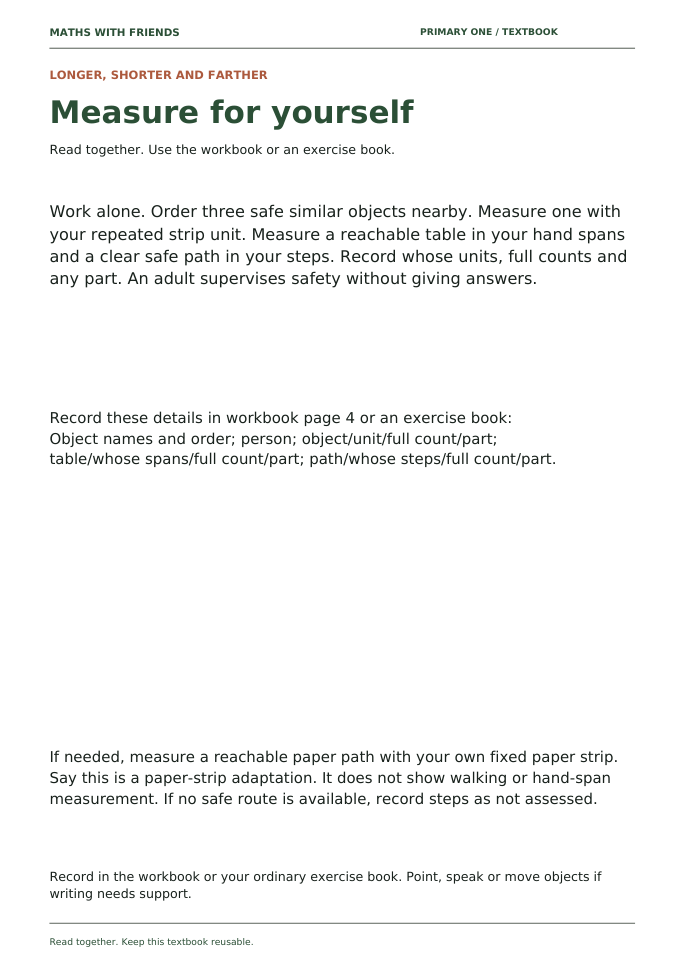 MATHS WITH FRIENDS
PRIMARY ONE / TEXTBOOK
LONGER, SHORTER AND FARTHER
Measure for yourself
Read together. Use the workbook or an exercise book.
Work alone. Order three safe similar objects nearby. Measure one with
your repeated strip unit. Measure a reachable table in your hand spans
and a clear safe path in your steps. Record whose units, full counts and
any part. An adult supervises safety without giving answers.
Record these details in workbook page 4 or an exercise book:
Object names and order; person; object/unit/full count/part;
table/whose spans/full count/part; path/whose steps/full count/part.
If needed, measure a reachable paper path with your own fixed paper strip.
Say this is a paper-strip adaptation. It does not show walking or hand-span
measurement. If no safe route is available, record steps as not assessed.
Record in the workbook or your ordinary exercise book. Point, speak or move objects if
writing needs support.
Read together. Keep this textbook reusable.